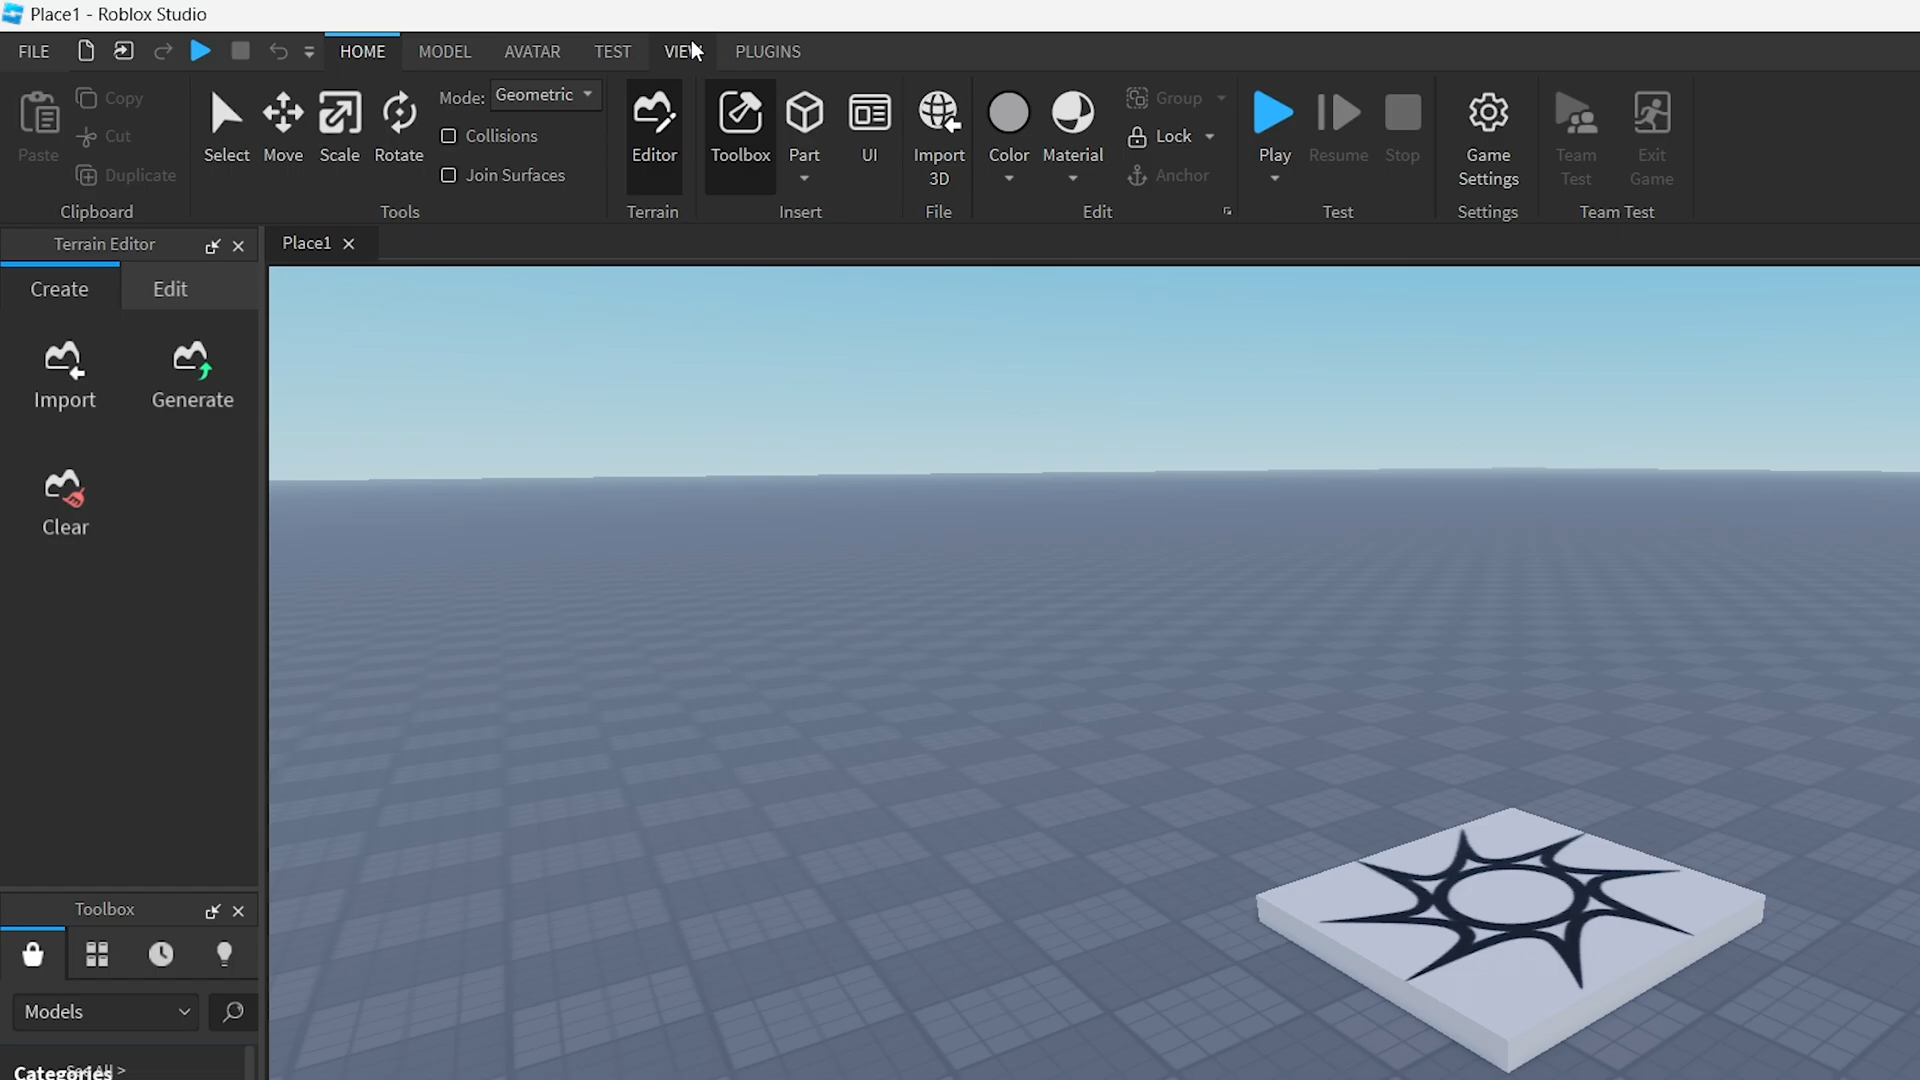 Place1 - Roblox Studio
FILE HOME MODEL AVATAR TEST VIEW PLUGINS
Paste
Copy
Cut
Duplicate
Clipboard
Select Move Scale Rotate
Mode: Geometric
Collisions
Join Surfaces
Tools
Editor
Terrain
Toolbox Part UI
Insert
Import
3D
File
Color Material
Group
Lock
Anchor
Edit
Play Resume Stop
Test
Game
Settings
Settings
Team
Test
Exit
Game
Team Test
Terrain Editor
Place1
Create Edit
Import Generate
Clear
Toolbox
Models
Categories
See All >